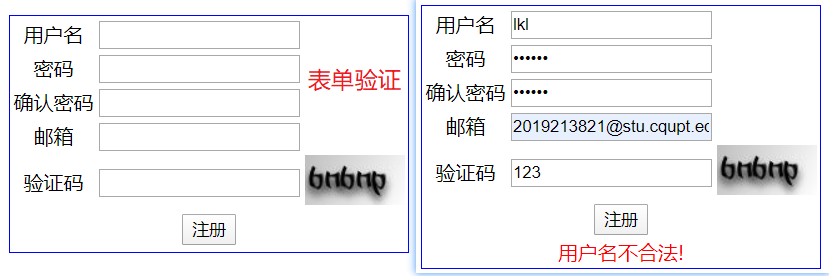 用户名
密码
表单验证
确认密码
邮箱
验证码 6nbnp
注册
用户名 lkl
密码 ••••••
确认密码 ••••••
邮箱 2019213821@stu.cqupt.ec
验证码 123 6nbnp
注册
用户名不合法!